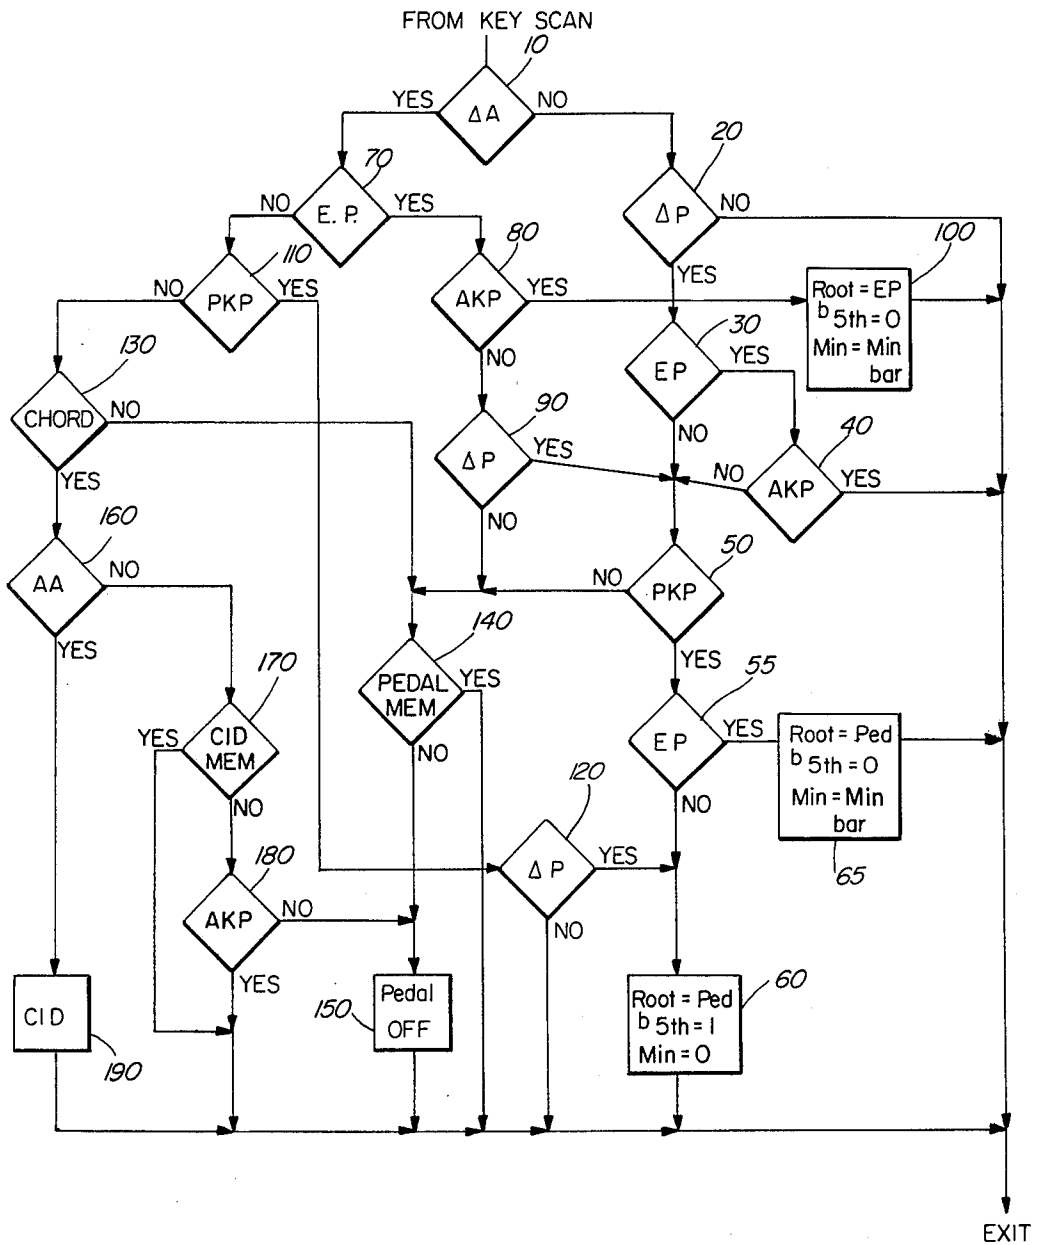 FROM KEY SCAN
10
YES
ΔA
NO
70
20
NO
E. P.
YES
ΔP
NO
YES
110
80
100
NO
PKP
YES
AKP
YES
Root = EP
b 5th = 0
Min = Min
bar
NO
130
30
EP
YES
CHORD
NO
90
NO
40
YES
ΔP
YES
NO
AKP
YES
160
NO
50
AA
NO
NO
PKP
YES
140
YES
170
PEDAL
MEM
YES
55
YES
CID
MEM
EP
YES
Root = Ped
b 5th = 0
Min = Min
bar
65
NO
NO
NO
180
120
AKP
NO
ΔP
YES
YES
NO
CID
190
150
Pedal
OFF
60
Root = Ped
b 5th = 1
Min = 0
EXIT